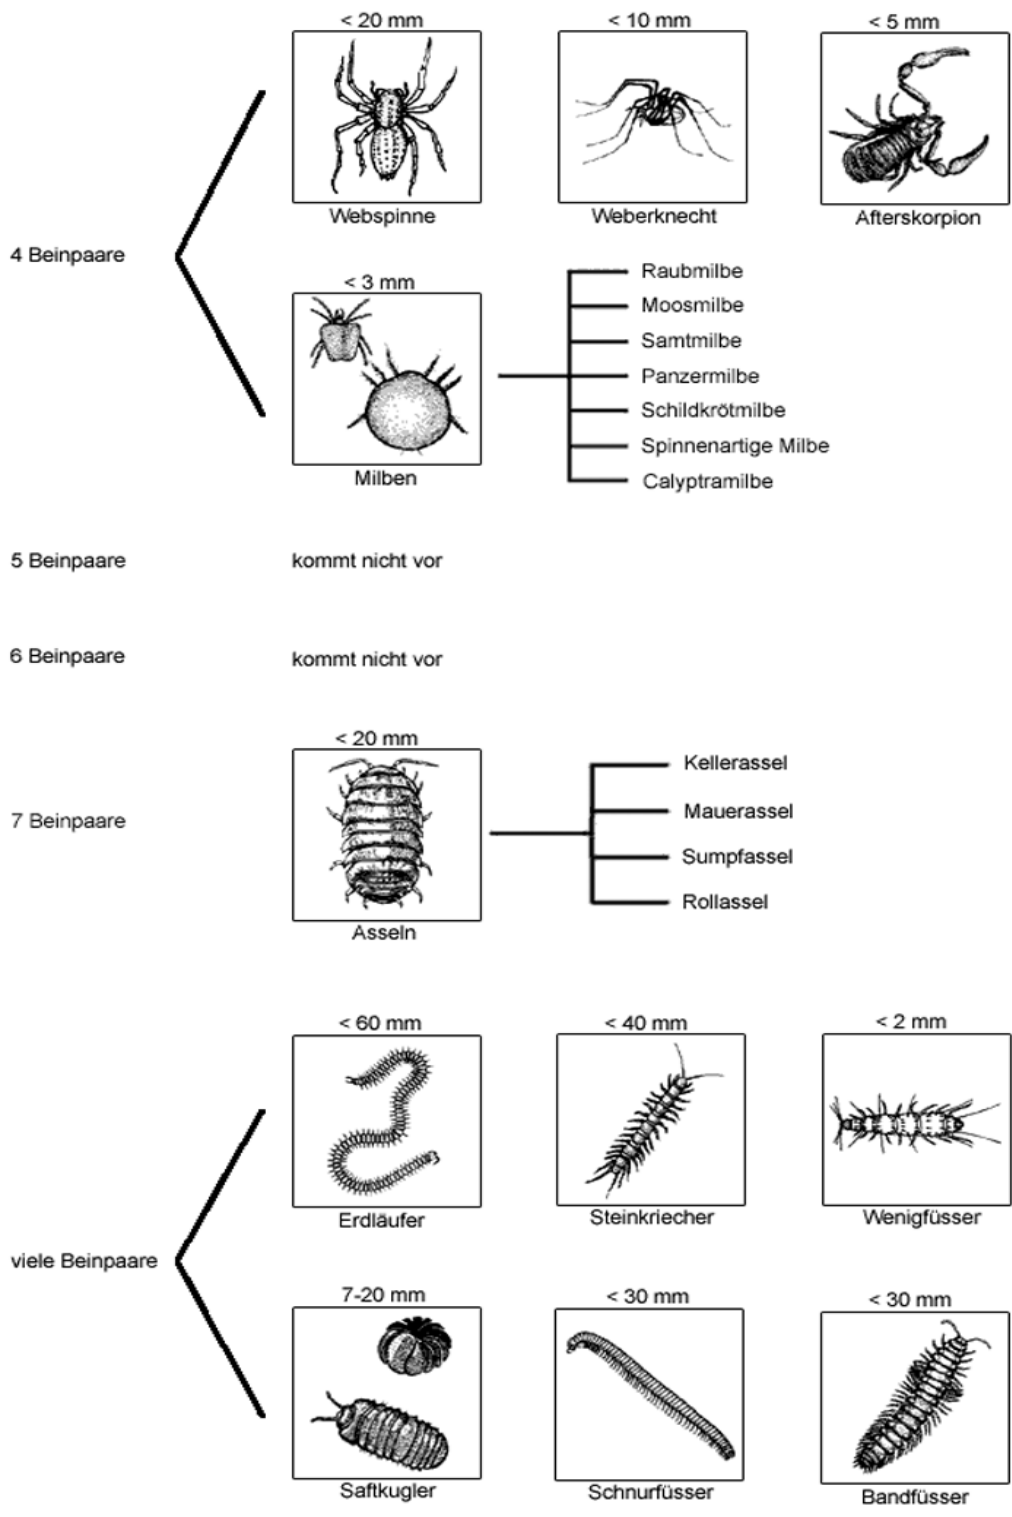 < 20 mm
< 10 mm
< 5 mm
Webspinne
Weberknecht
Afterskorpion
4 Beinpaare
< 3 mm
Milben
Raubmilbe
Moosmilbe
Samtmilbe
Panzermilbe
Schildkrötmilbe
Spinnenartige Milbe
Calyptramilbe
5 Beinpaare
kommt nicht vor
6 Beinpaare
kommt nicht vor
7 Beinpaare
< 20 mm
Asseln
Kellerassel
Mauerassel
Sumpfassel
Rollassel
viele Beinpaare
< 60 mm
< 40 mm
< 2 mm
Erdläufer
Steinkriecher
Wenigfüsser
7-20 mm
< 30 mm
< 30 mm
Saftkugler
Schnurfüsser
Bandfüsser